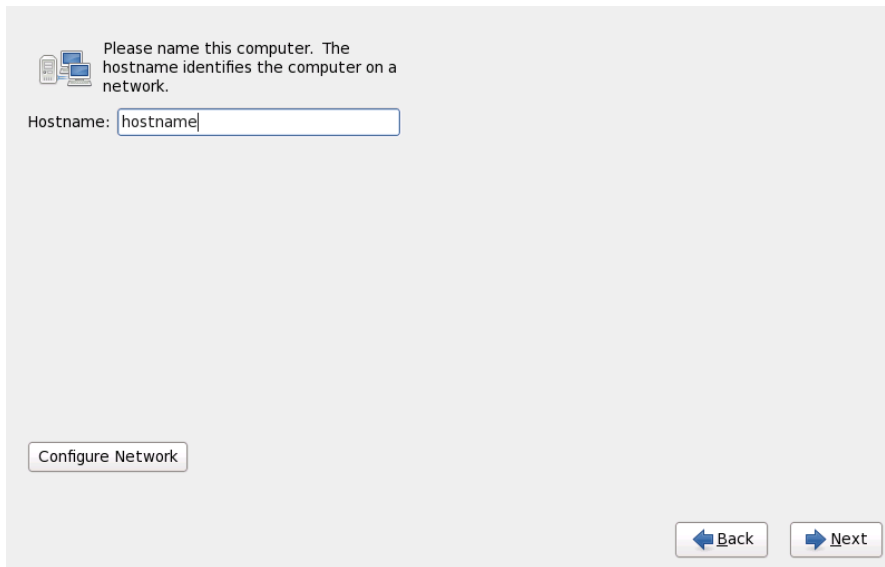 Please name this computer.  The
hostname identifies the computer on a
network.
Hostname: hostname
Configure Network
Back
Next